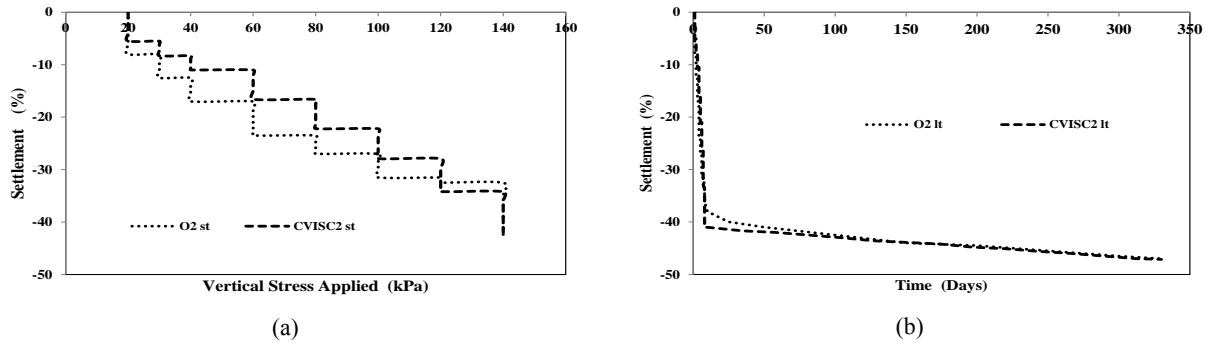 0 20 40 60 80 100 120 140 160
0
-10
-20
-30
-40
-50
Settlement (%)
O2 st
CVISC2 st
Vertical Stress Applied (kPa)
(a)
0 50 100 150 200 250 300 350
0
-10
-20
-30
-40
-50
Settlement (%)
O2 lt
CVISC2 lt
Time (Days)
(b)